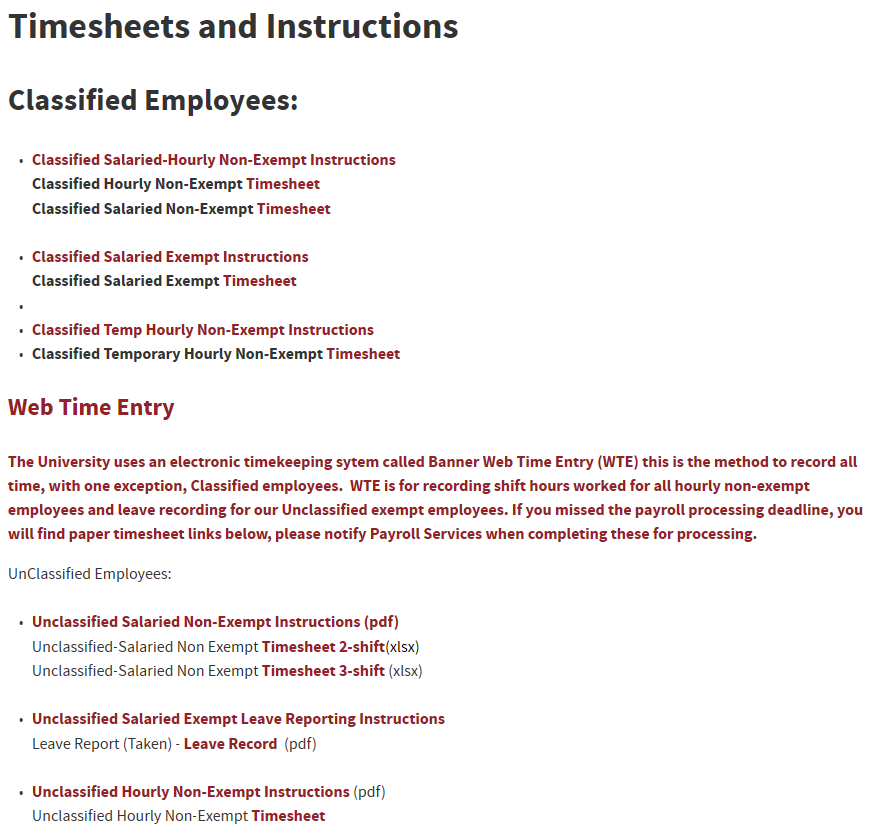 Timesheets and Instructions
Classified Employees:
• Classified Salaried-Hourly Non-Exempt Instructions
Classified Hourly Non-Exempt Timesheet
Classified Salaried Non-Exempt Timesheet
• Classified Salaried Exempt Instructions
Classified Salaried Exempt Timesheet
•
• Classified Temp Hourly Non-Exempt Instructions
• Classified Temporary Hourly Non-Exempt Timesheet
Web Time Entry
The University uses an electronic timekeeping sytem called Banner Web Time Entry (WTE) this is the method to record all
time, with one exception, Classified employees.  WTE is for recording shift hours worked for all hourly non-exempt
employees and leave recording for our Unclassified exempt employees. If you missed the payroll processing deadline, you
will find paper timesheet links below, please notify Payroll Services when completing these for processing.
UnClassified Employees:
• Unclassified Salaried Non-Exempt Instructions (pdf)
Unclassified-Salaried Non Exempt Timesheet 2-shift(xlsx)
Unclassified-Salaried Non Exempt Timesheet 3-shift (xlsx)
• Unclassified Salaried Exempt Leave Reporting Instructions
Leave Report (Taken) - Leave Record  (pdf)
• Unclassified Hourly Non-Exempt Instructions (pdf)
Unclassified Hourly Non-Exempt Timesheet